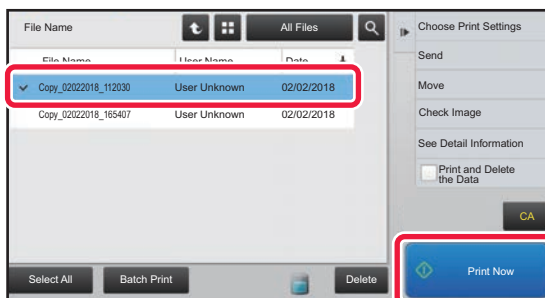 File Name
All Files
File Name User Name Date
Copy_02022018_112030 User Unknown 02/02/2018
Copy_02022018_165407 User Unknown 02/02/2018
Choose Print Settings
Send
Move
Check Image
See Detail Information
Print and Delete
the Data
CA
Select All Batch Print Delete
Print Now